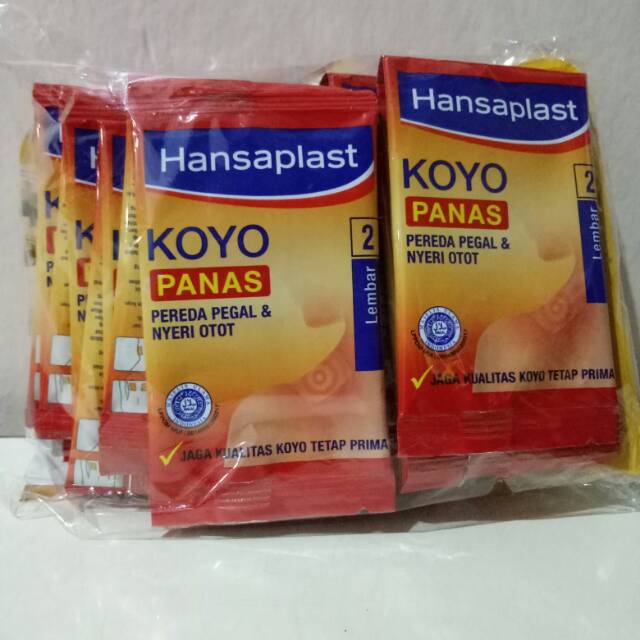 Hansaplast
KOYO
PANAS
PEREDA PEGAL &
NYERI OTOT
2
Lembar
JAGA KUALITAS KOYO TETAP PRIMA
Hansaplast
KOYO
PANAS
PEREDA PEGAL &
NYERI OTOT
2
Lembar
JAGA KUALITAS KOYO TETAP PRIMA